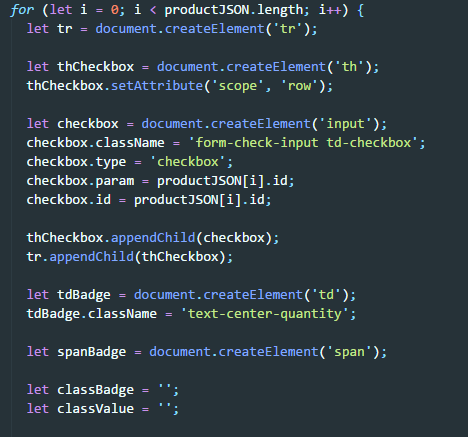 for (let i = 0; i < productJSON.length; i++) {
let tr = document.createElement('tr');
let thCheckbox = document.createElement('th');
thCheckbox.setAttribute('scope', 'row');
let checkbox = document.createElement('input');
checkbox.className = 'form-check-input td-checkbox';
checkbox.type = 'checkbox';
checkbox.param = productJSON[i].id;
checkbox.id = productJSON[i].id;
thCheckbox.appendChild(checkbox);
tr.appendChild(thCheckbox);
let tdBadge = document.createElement('td');
tdBadge.className = 'text-center-quantity';
let spanBadge = document.createElement('span');
let classBadge = '';
let classValue = '';